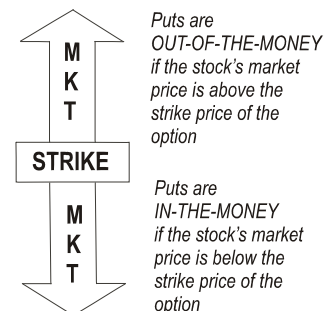 Puts are
OUT-OF-THE-MONEY
if the stock's market
price is above the
strike price of the
option
M
K
T
STRIKE
M
K
T
Puts are
IN-THE-MONEY
if the stock's market
price is below the
strike price of the
option